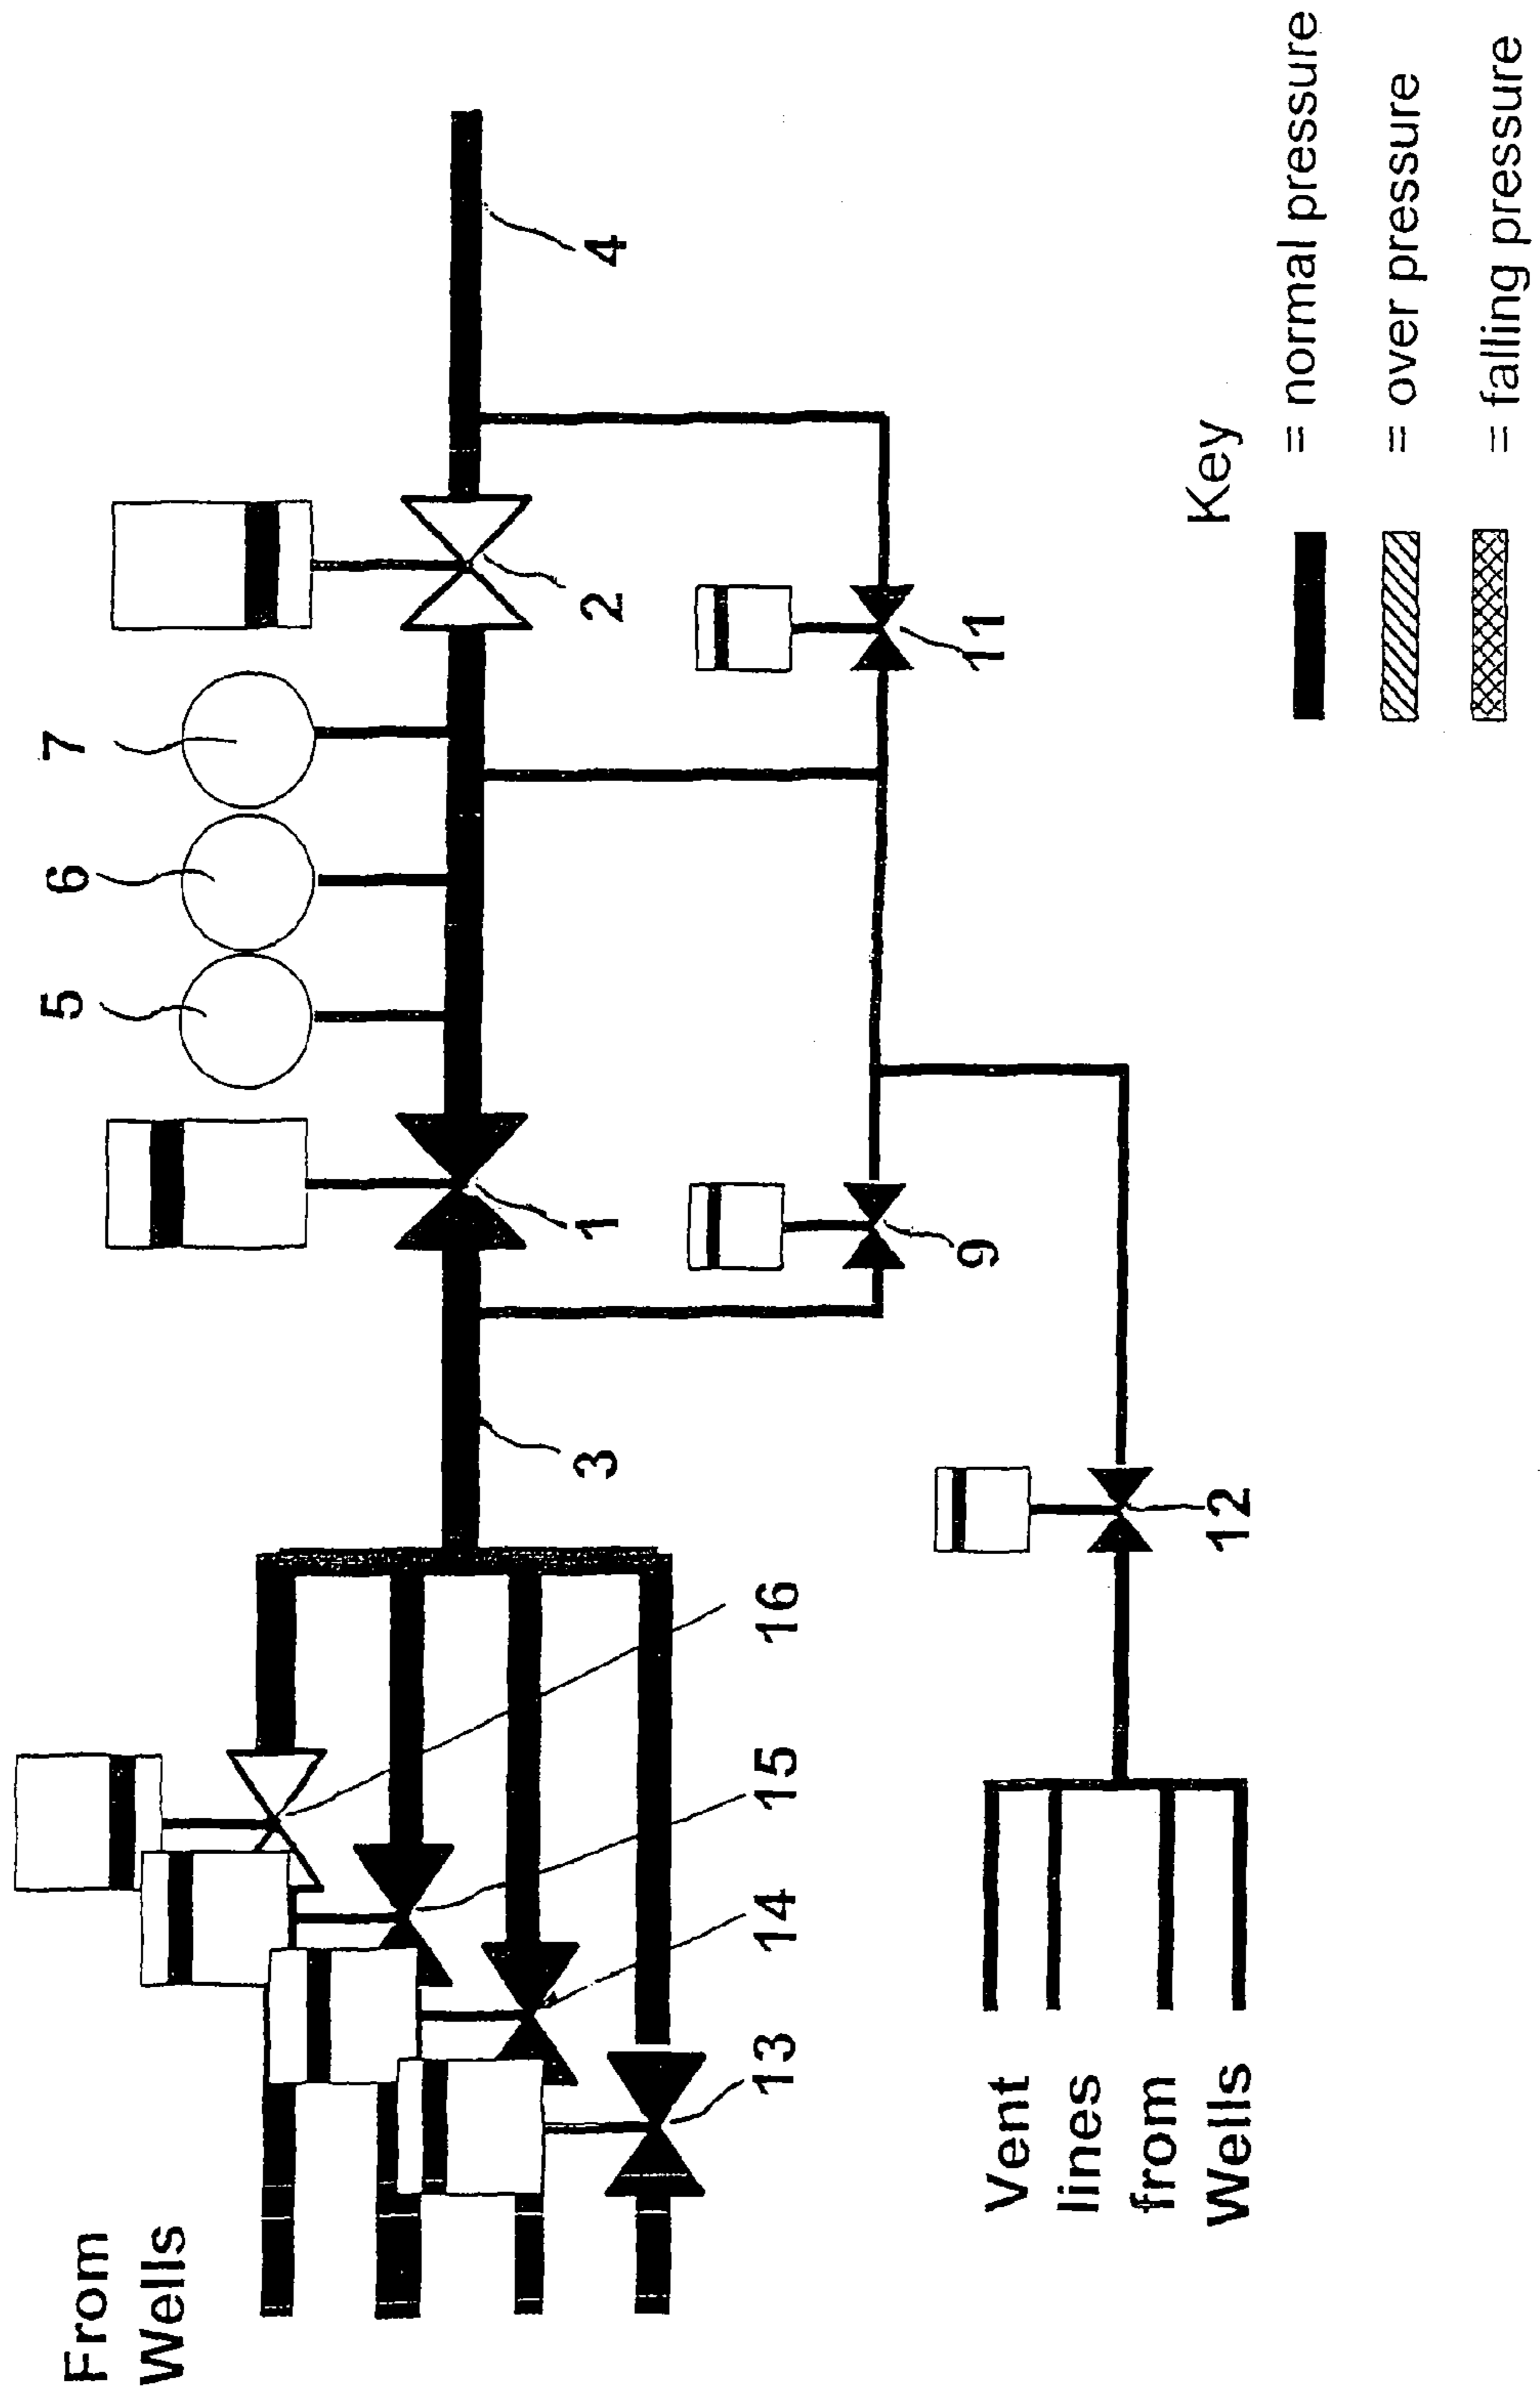 From
Wells
5
6
7
1
2
3
4
16
15
14
13
9
11
12
Vent
lines
from
Wells
Key
= normal pressure
= over pressure
= falling pressure